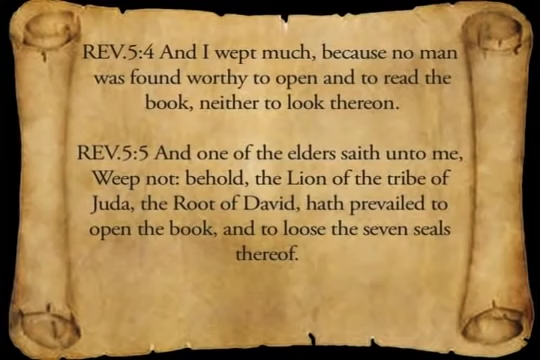 REV.5:4 And I wept much, because no man
was found worthy to open and to read the
book, neither to look thereon.
REV.5:5 And one of the elders saith unto me,
Weep not: behold, the Lion of the tribe of
Juda, the Root of David, hath prevailed to
open the book, and to loose the seven seals
thereof.